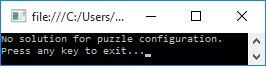 file:///C:/Users/...
No solution for puzzle configuration.
Press any key to exit...